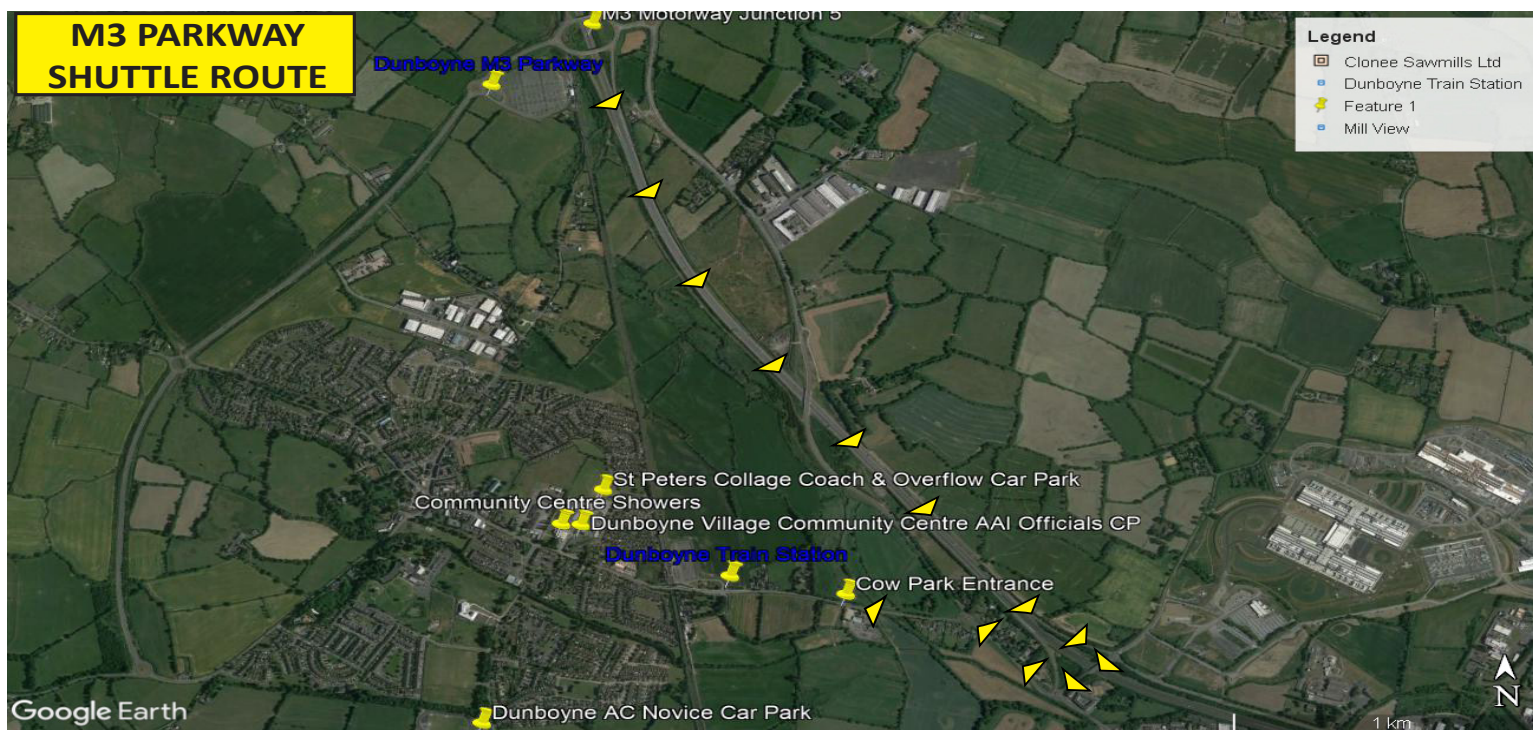 M3 PARKWAY
SHUTTLE ROUTE
M3 Motorway Junction 5
Dunboyne M3 Parkway
Legend
Clonee Sawmills Ltd
Dunboyne Train Station
Feature 1
Mill View
St Peters Collage Coach & Overflow Car Park
Community Centre Showers
Dunboyne Village Community Centre AAI Officials CP
Dunboyne Train Station
Cow Park Entrance
Dunboyne AC Novice Car Park
Google Earth
1 km
N